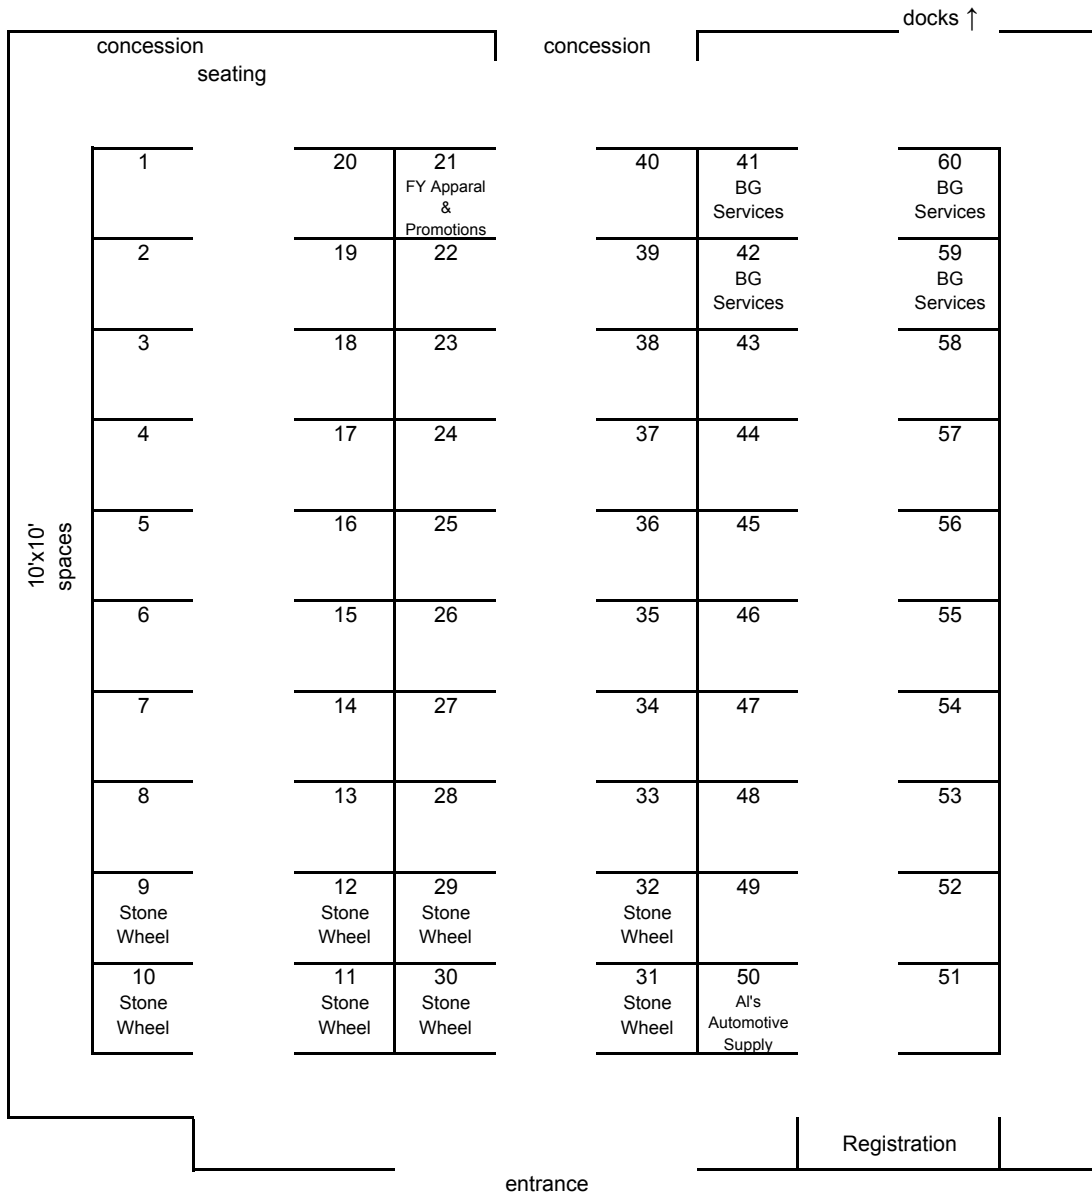 docks ↑
concession
concession
seating
1
20
21
40
41
60
FY Apparal
&
Promotions
BG
Services
BG
Services
2
19
22
39
42
59
BG
Services
BG
Services
3
18
23
38
43
58
4
17
24
37
44
57
10'x10'
spaces
5
16
25
36
45
56
6
15
26
35
46
55
7
14
27
34
47
54
8
13
28
33
48
53
9
Stone
Wheel
12
Stone
Wheel
29
Stone
Wheel
32
Stone
Wheel
49
52
10
Stone
Wheel
11
Stone
Wheel
30
Stone
Wheel
31
Stone
Wheel
50
Al's
Automotive
Supply
51
Registration
entrance